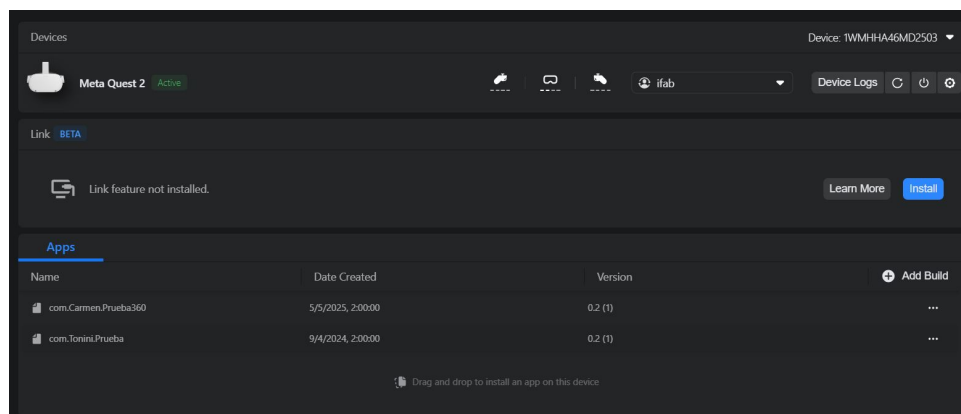 Devices
Device: 1WMHHA46MD2503
Meta Quest 2 Active
ifab
Device Logs
Link BETA
Link feature not installed.
Learn More
Install
Apps
Name Date Created Version Add Build
com.Carmen.Prueba360 5/5/2025, 2:00:00 0.2 (1)
com.Tonini.Prueba 9/4/2024, 2:00:00 0.2 (1)
Drag and drop to install an app on this device